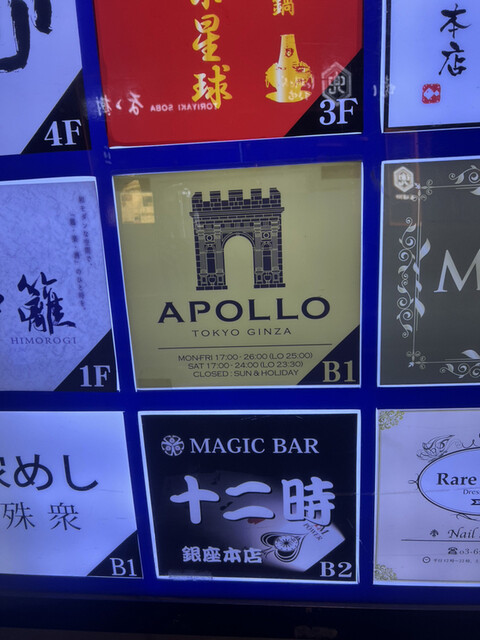 4F
星球
鍋
TORIYAKI SOBA
3F
本店
籬
HIMOROGI
1F
APOLLO
TOKYO GINZA
MON-FRI 17:00 - 26:00 (LO 25:00)
SAT 17:00 - 24:00 (LO 23:30)
CLOSED : SUN & HOLIDAY
B1
M
めし
殊 衆
B1
MAGIC BAR
十二時
銀座本店
B2
Rare
Nail